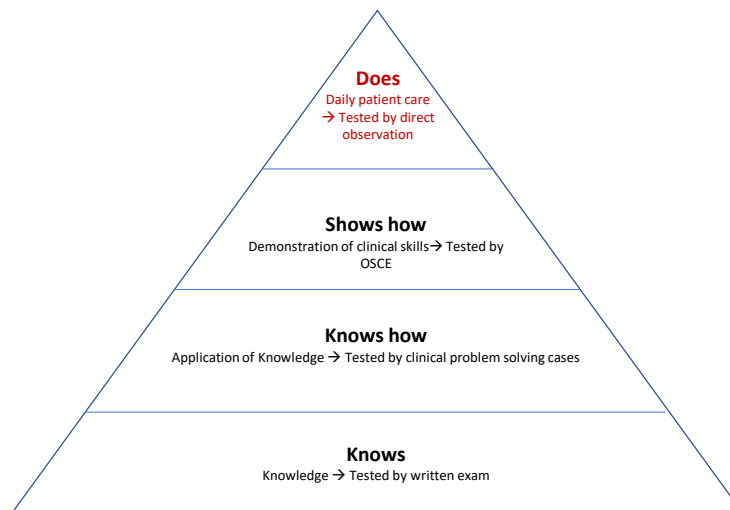 Does
Daily patient care
→ Tested by direct
observation
Shows how
Demonstration of clinical skills→ Tested by
OSCE
Knows how
Application of Knowledge → Tested by clinical problem solving cases
Knows
Knowledge → Tested by written exam